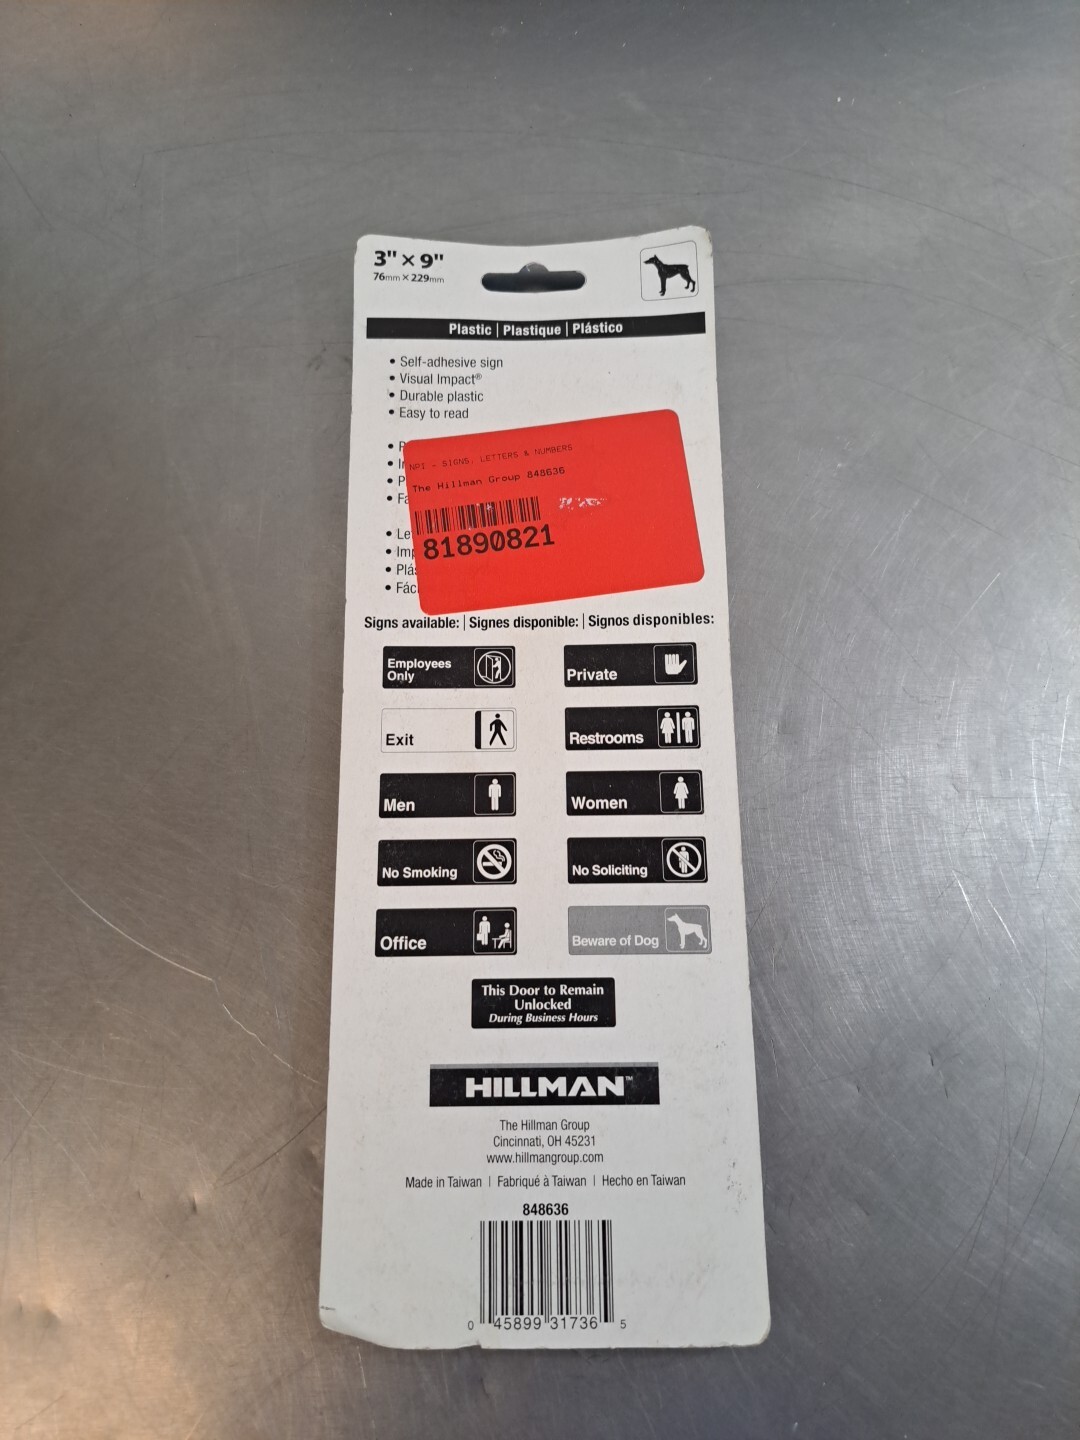 3" × 9"
76mm × 229mm
Plastic | Plastique | Plástico
• Self-adhesive sign
• Visual Impact®
• Durable plastic
• Easy to read
NPI - SIGNS, LETTERS & NUMBERS
The Hillman Group 848636
81890821
Signs available: | Signes disponible: | Signos disponibles:
Employees
Only
Private
Exit
Restrooms
Men
Women
No Smoking
No Soliciting
Office
Beware of Dog
This Door to Remain
Unlocked
During Business Hours
HILLMAN™
The Hillman Group
Cincinnati, OH 45231
www.hillmangroup.com
Made in Taiwan | Fabriqué à Taiwan | Hecho en Taiwan
848636
0 45899 31736 5